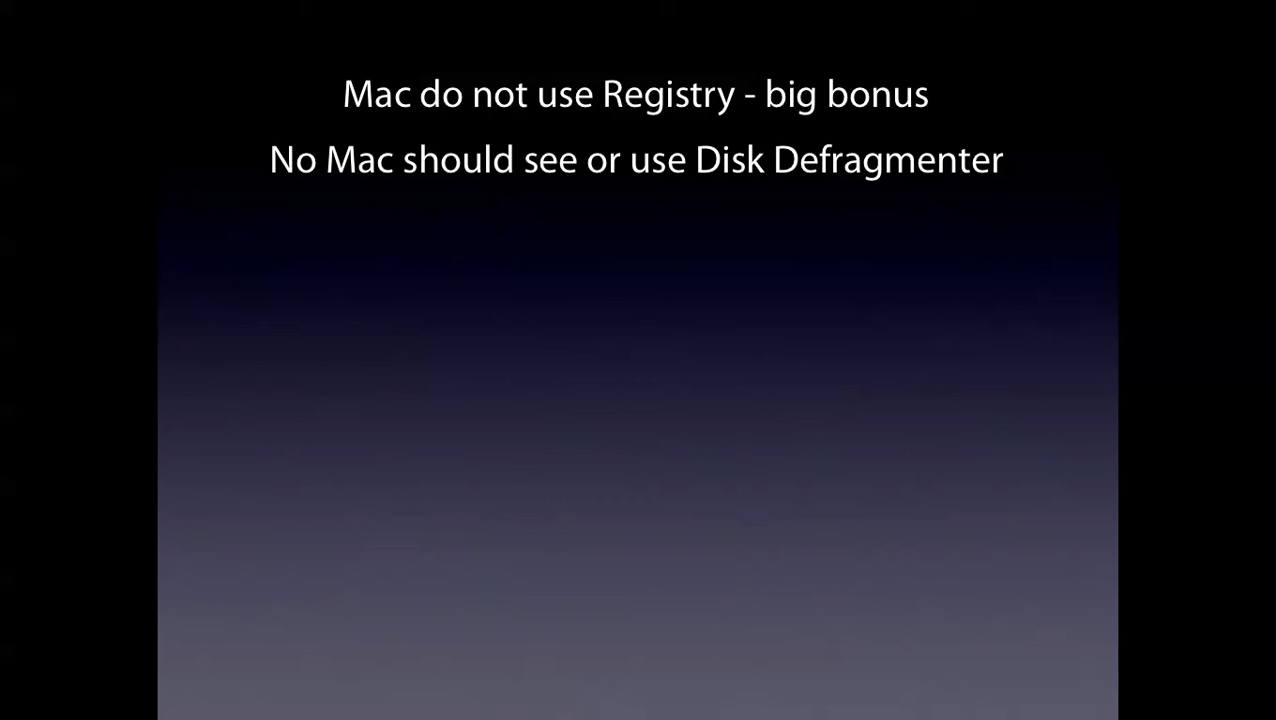 Mac do not use Registry - big bonus
No Mac should see or use Disk Defragmenter